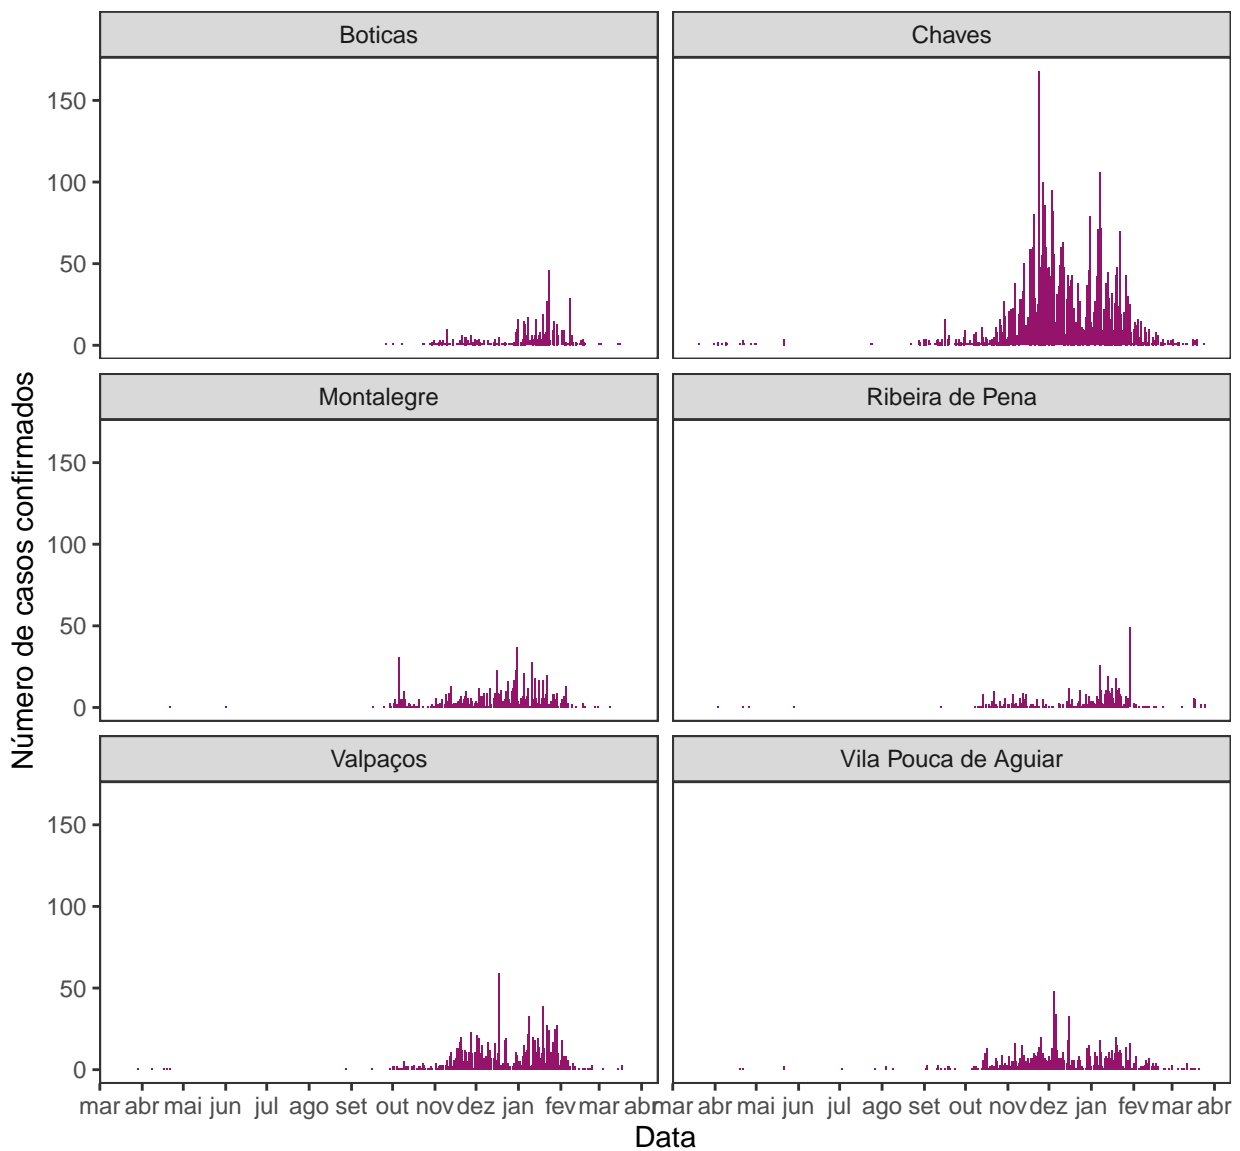 Boticas
Chaves
150
100
50
0
Montalegre
Ribeira de Pena
150
100
50
0
Valpaços
Vila Pouca de Aguiar
150
100
50
0
mar abr mai jun jul ago set out nov dez jan fev mar abr
mar abr mai jun jul ago set out nov dez jan fev mar abr
Data
Número de casos confirmados